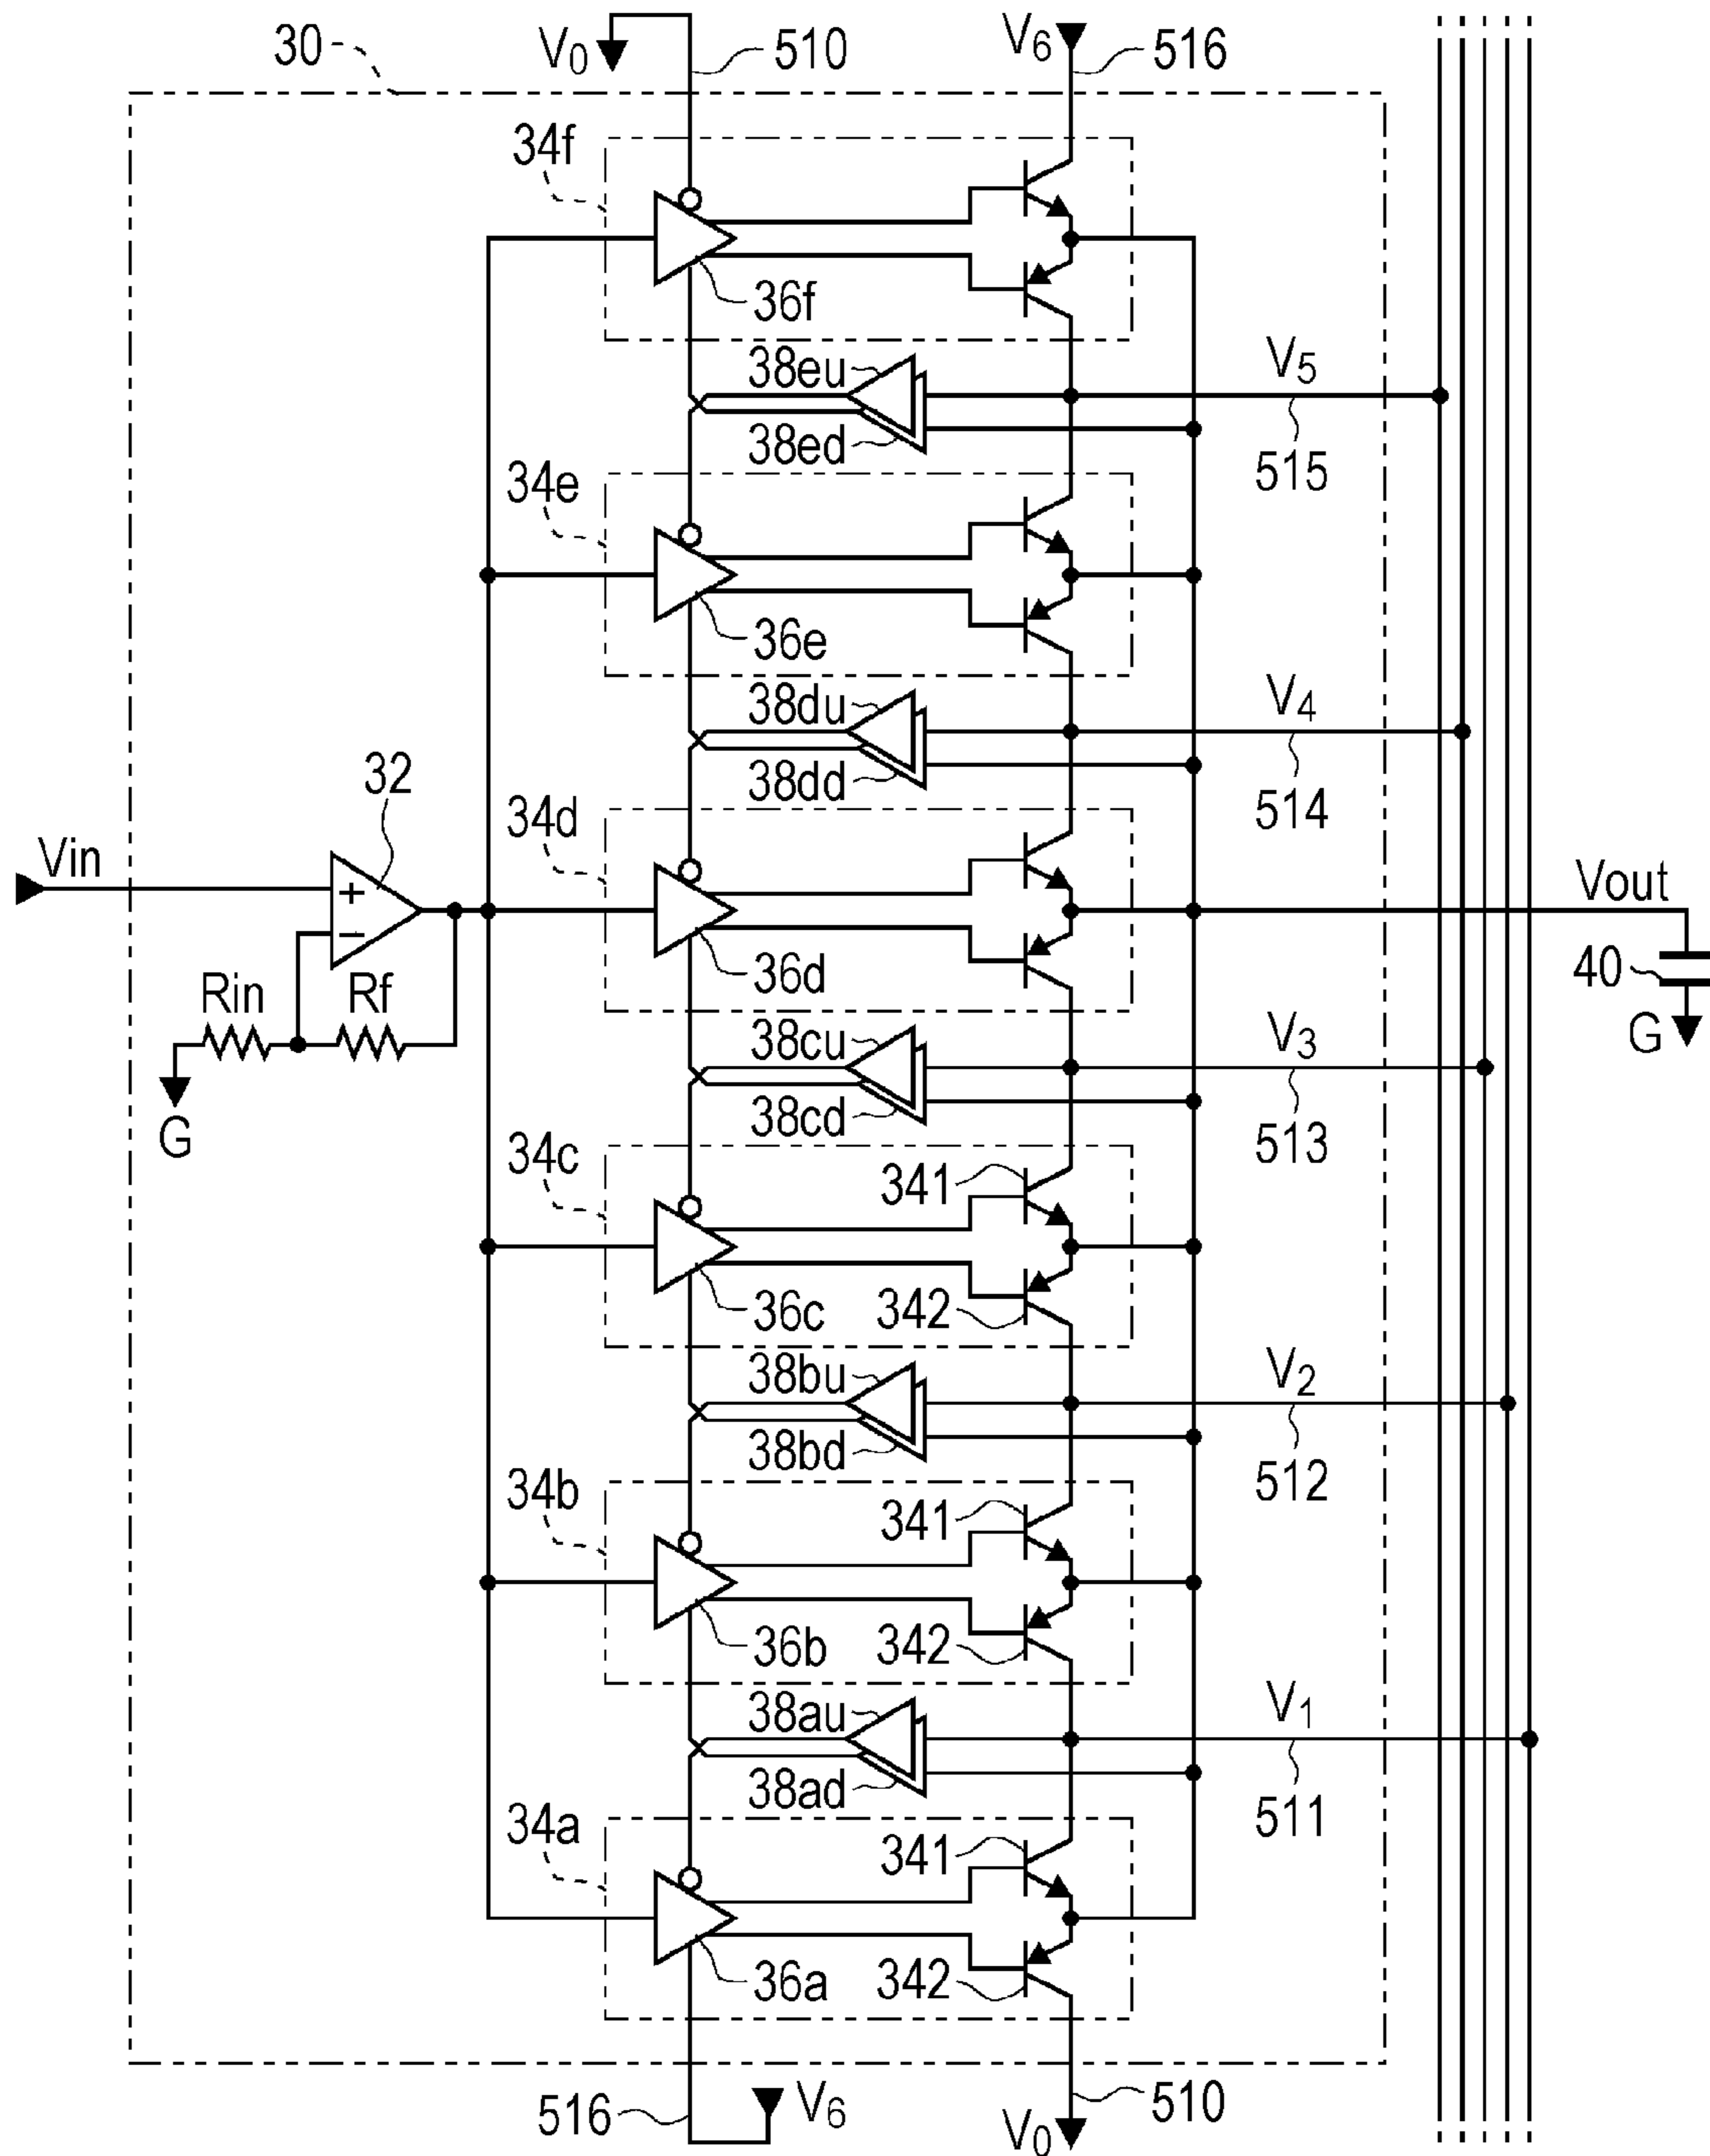 30
V₀
510
V₆
516
34f
36f
38eu
38ed
V₅
515
34e
36e
38du
38dd
V₄
514
32
34d
Vin
+
−
Vout
36d
40
Rin
Rf
G
G
38cu
38cd
V₃
513
34c
341
36c
342
38bu
38bd
V₂
512
34b
341
36b
342
38au
38ad
V₁
511
34a
341
36a
342
516
V₆
510
V₀